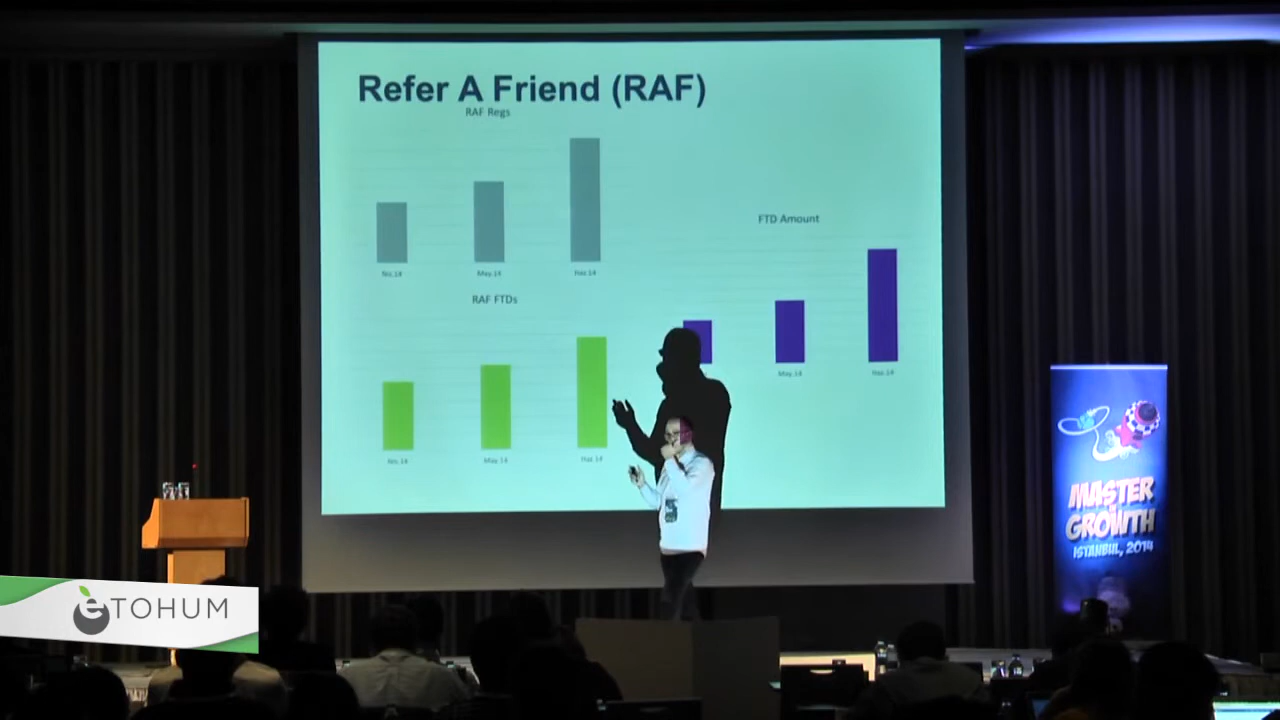 Refer A Friend (RAF)
RAF Regs
Nis.14
May.14
Haz.14
FTD Amount
May.14
Haz.14
RAF FTDs
Nis.14
May.14
Haz.14
MASTER
OF
GROWTH
ISTANBUL, 2014
eTOHUM